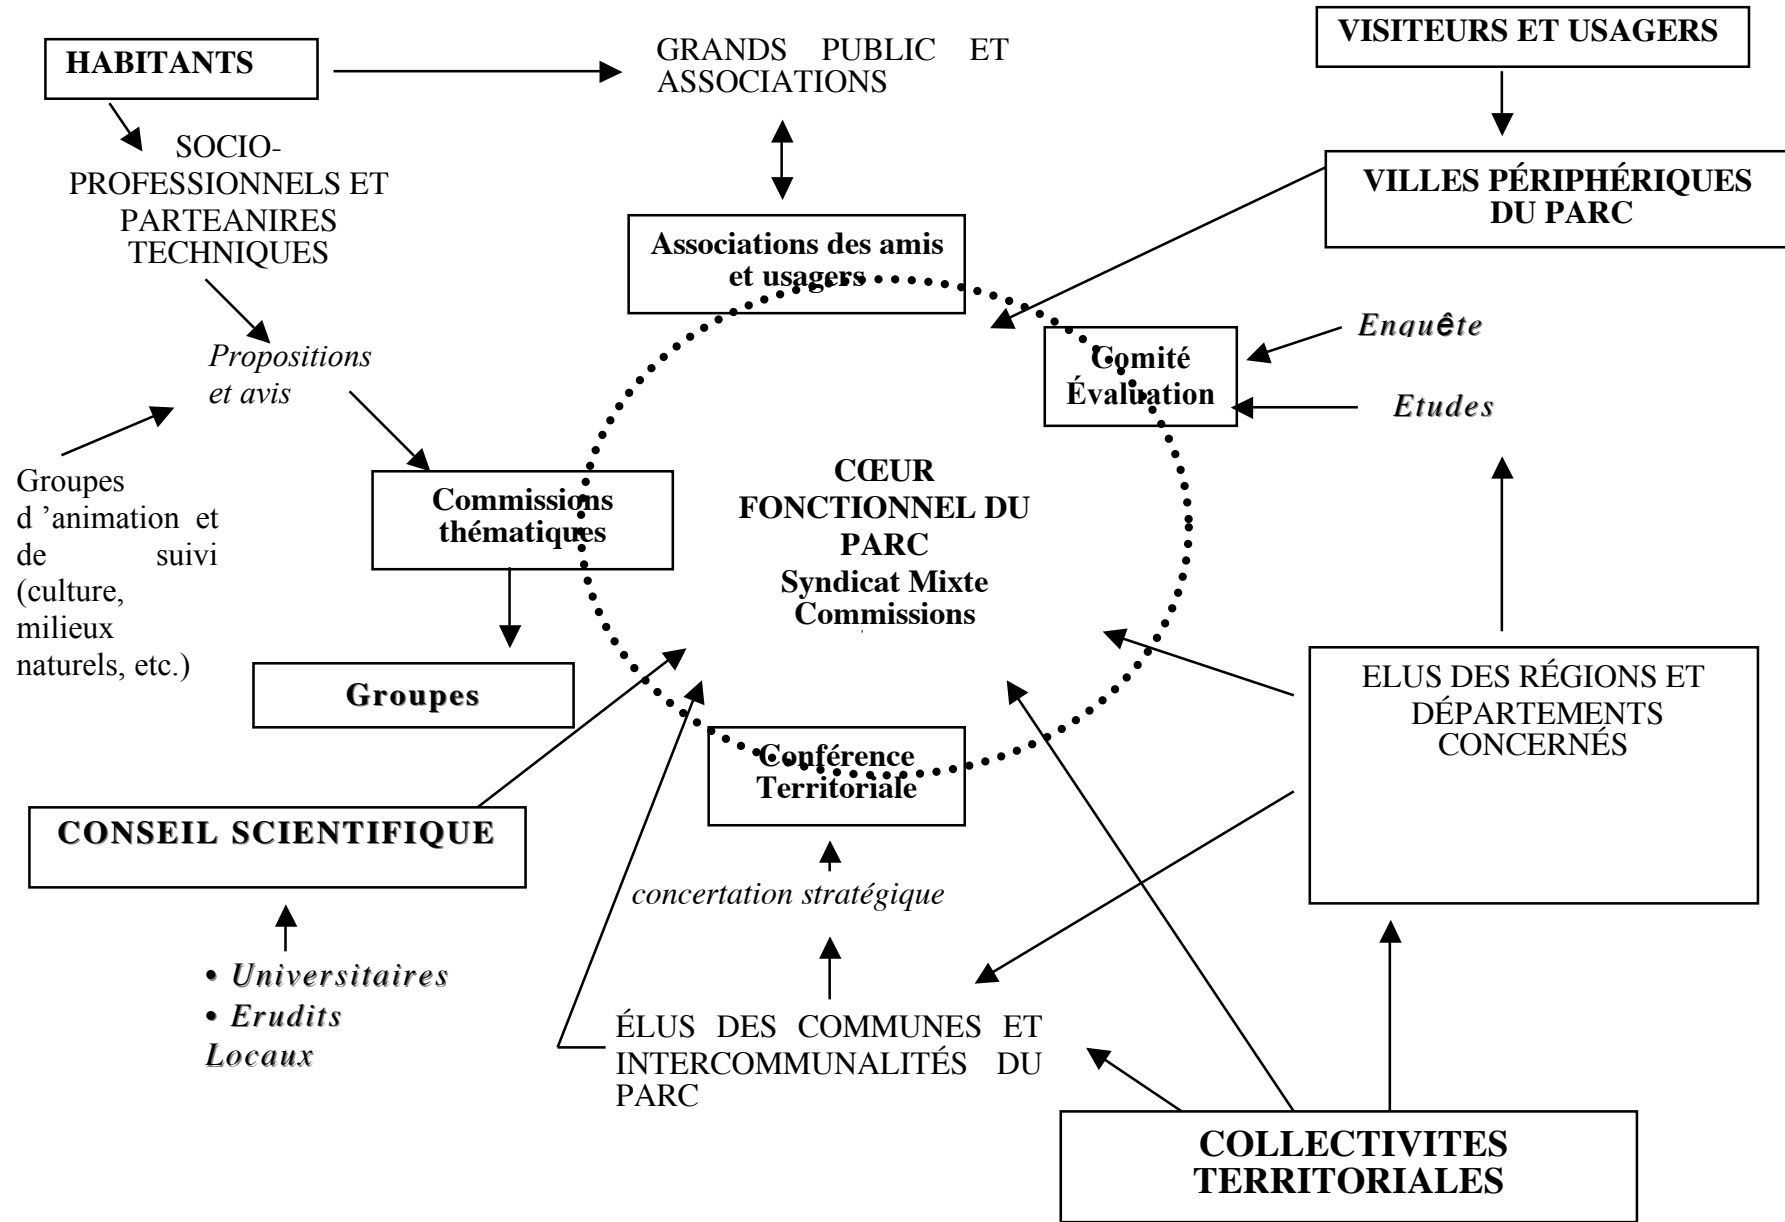 HABITANTS
GRANDS PUBLIC ET
ASSOCIATIONS
VISITEURS ET USAGERS
SOCIO-
PROFESSIONNELS ET
PARTEANIRES
TECHNIQUES
VILLES PÉRIPHÉRIQUES
DU PARC
Associations des amis
et usagers
Propositions
et avis
Comité
Évaluation
Enquête
Etudes
Groupes
d ’animation et
de suivi
(culture,
milieux
naturels, etc.)
Commissions
thématiques
CŒUR
FONCTIONNEL DU
PARC
Syndicat Mixte
Commissions
Groupes
ELUS DES RÉGIONS ET
DÉPARTEMENTS
CONCERNÉS
Conférence
Territoriale
CONSEIL SCIENTIFIQUE
concertation stratégique
• Universitaires
• Erudits
Locaux
ÉLUS DES COMMUNES ET
INTERCOMMUNALITÉS DU
PARC
COLLECTIVITES
TERRITORIALES